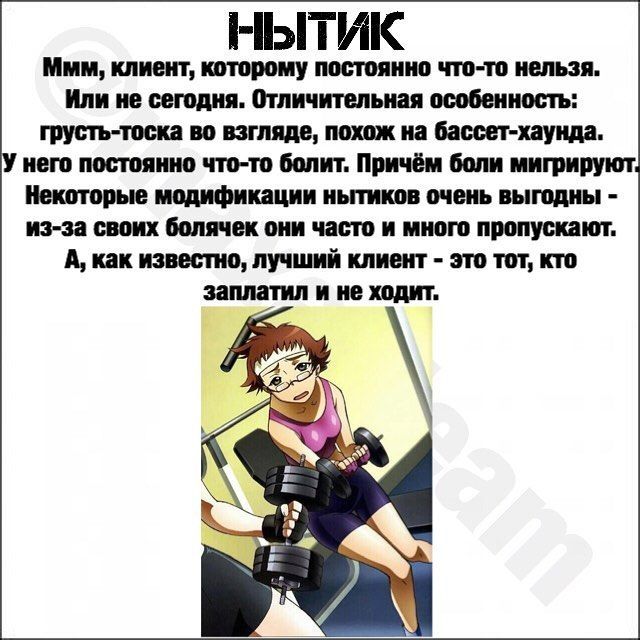 НЫТИК
Ммм, клиент, которому постоянно что-то нельзя.
Или не сегодня. Отличительная особенность:
грусть-тоска во взгляде, похож на бассет-хаунда.
У него постоянно что-то болит. Причём боли мигрируют.
Некоторые модификации нытиков очень выгодны -
из-за своих болячек они часто и много пропускают.
А, как известно, лучший клиент - это тот, кто
заплатил и не ходит.